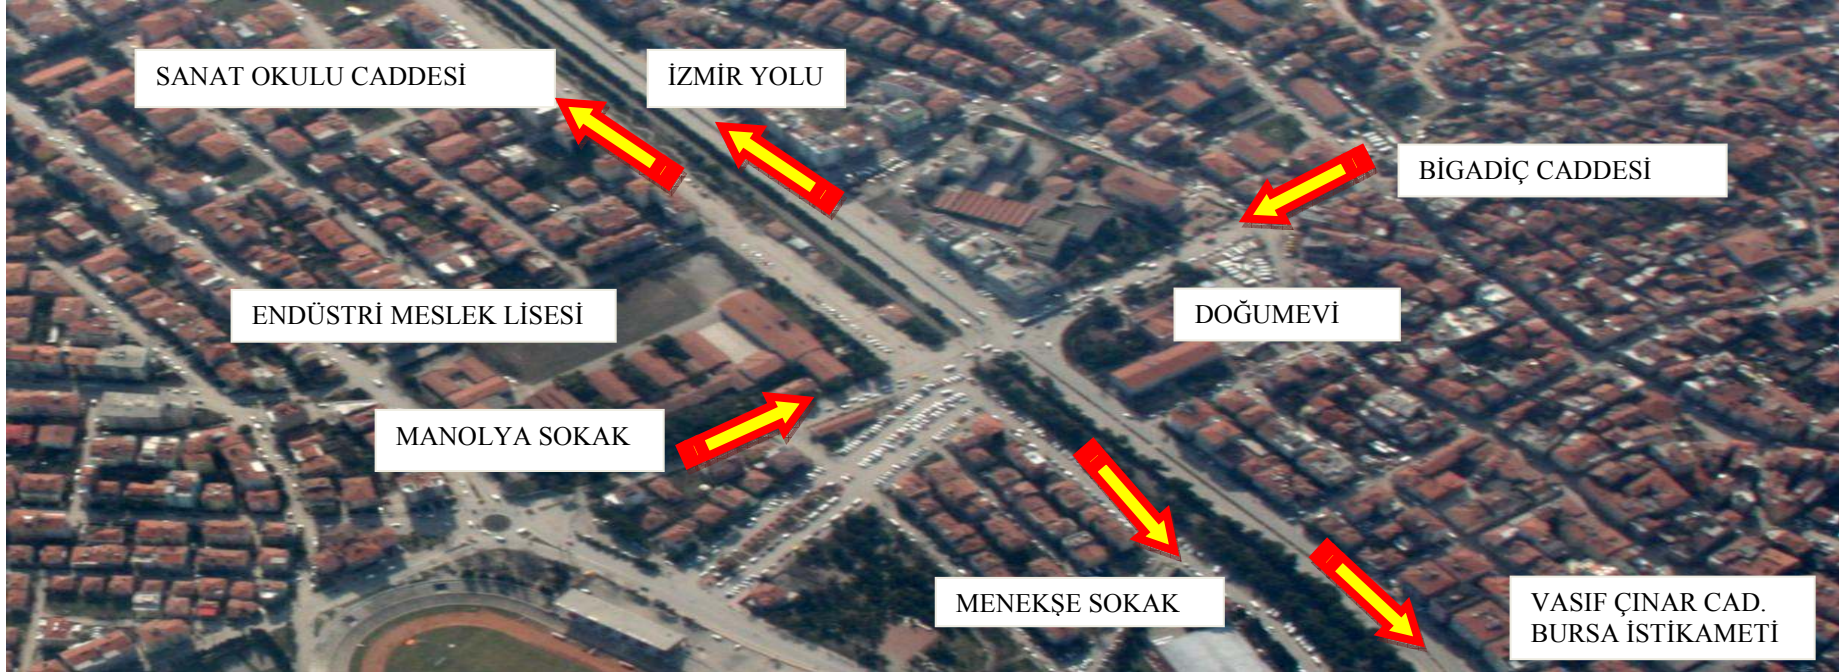 SANAT OKULU CADDESİ
İZMİR YOLU
BİGADİÇ CADDESİ
ENDÜSTRİ MESLEK LİSESİ
DOĞUMEVİ
MANOLYA SOKAK
MENEKŞE SOKAK
VASIF ÇINAR CAD.
BURSA İSTİKAMETİ